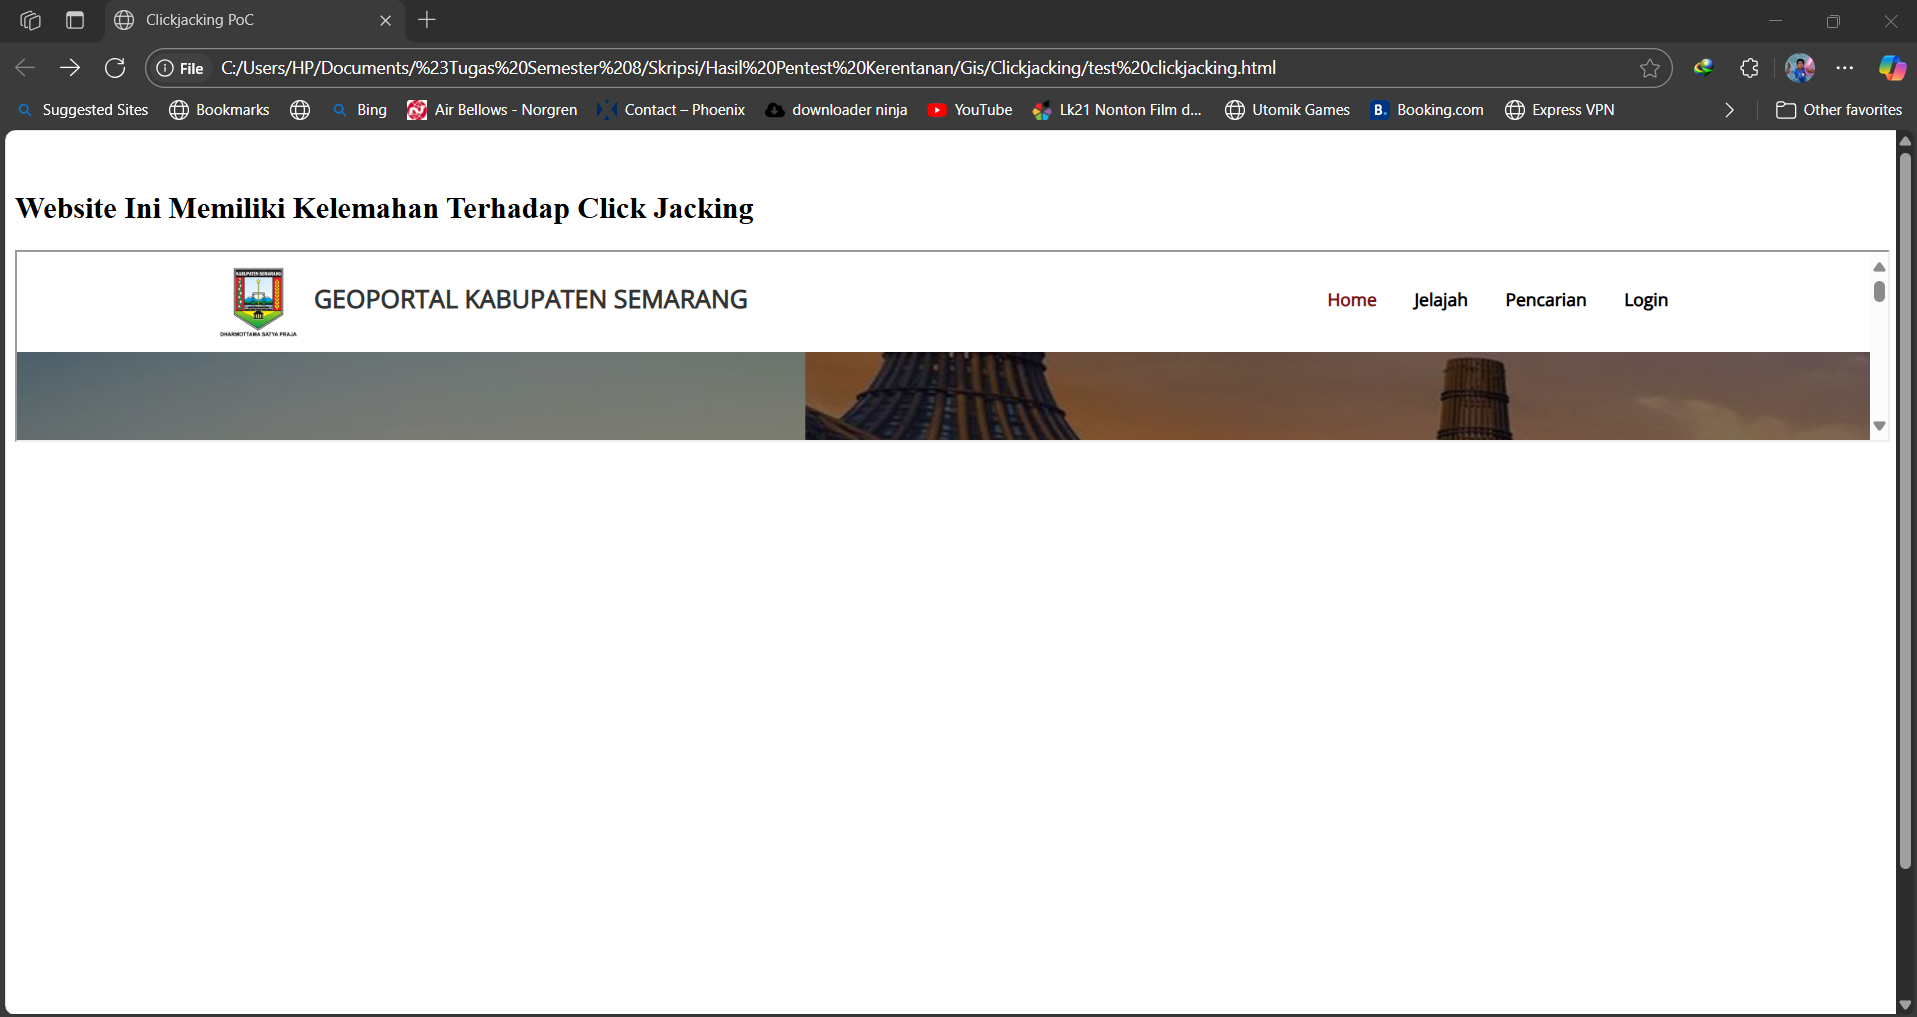 Clickjacking PoC
File C:/Users/HP/Documents/%23Tugas%20Semester%208/Skripsi/Hasil%20Pentest%20Kerentanan/Gis/Clickjacking/test%20clickjacking.html
Suggested Sites Bookmarks Bing Air Bellows - Norgren Contact – Phoenix downloader ninja YouTube Lk21 Nonton Film d... Utomik Games B. Booking.com Express VPN Other favorites
Website Ini Memiliki Kelemahan Terhadap Click Jacking
KABUPATEN SEMARANG
GEOPORTAL KABUPATEN SEMARANG Home Jelajah Pencarian Login
DHARMOTTAMA SATYA PRAJA